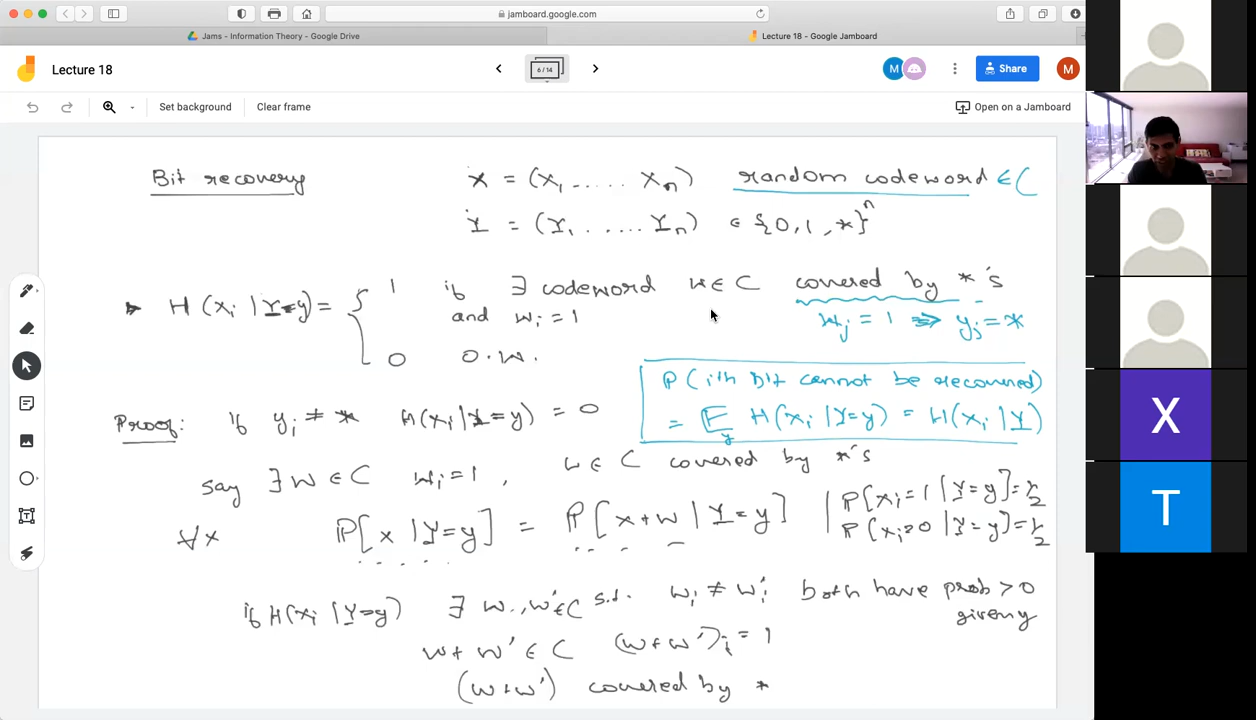 jamboard.google.com
Jams - Information Theory - Google Drive
Lecture 18 - Google Jamboard
Lecture 18
6 / 14
M
Share
M
Set background
Clear frame
Open on a Jamboard
Bit recovery
X = (X1 ...... Xn) random codeword ∈ C
Y = (Y1 ...... Yn) ∈ {0,1,*}^n
H(Xi | Y=y) = { 1 if ∃ codeword w ∈ C covered by *'s
and wi = 1
wj = 1 ⇒ yj = *
0 O.W.
P(ith bit cannot be recovered)
= E_y H(Xi | Y=y) = H(Xi | Y)
Proof: if yi ≠ * H(Xi | Y=y) = 0
say ∃ w ∈ C wi = 1, w ∈ C covered by *'s
∀x P[x | Y=y] = P[x+w | Y=y]
P[Xi=1 | Y=y] = 1/2
P(Xi=0 | Y=y) = 1/2
if H(Xi | Y=y) ∃ w, w' ∈ C s.t. wi ≠ w'i both have prob > 0
given y
w + w' ∈ C (w+w')i = 1
(w+w') covered by *
X
T